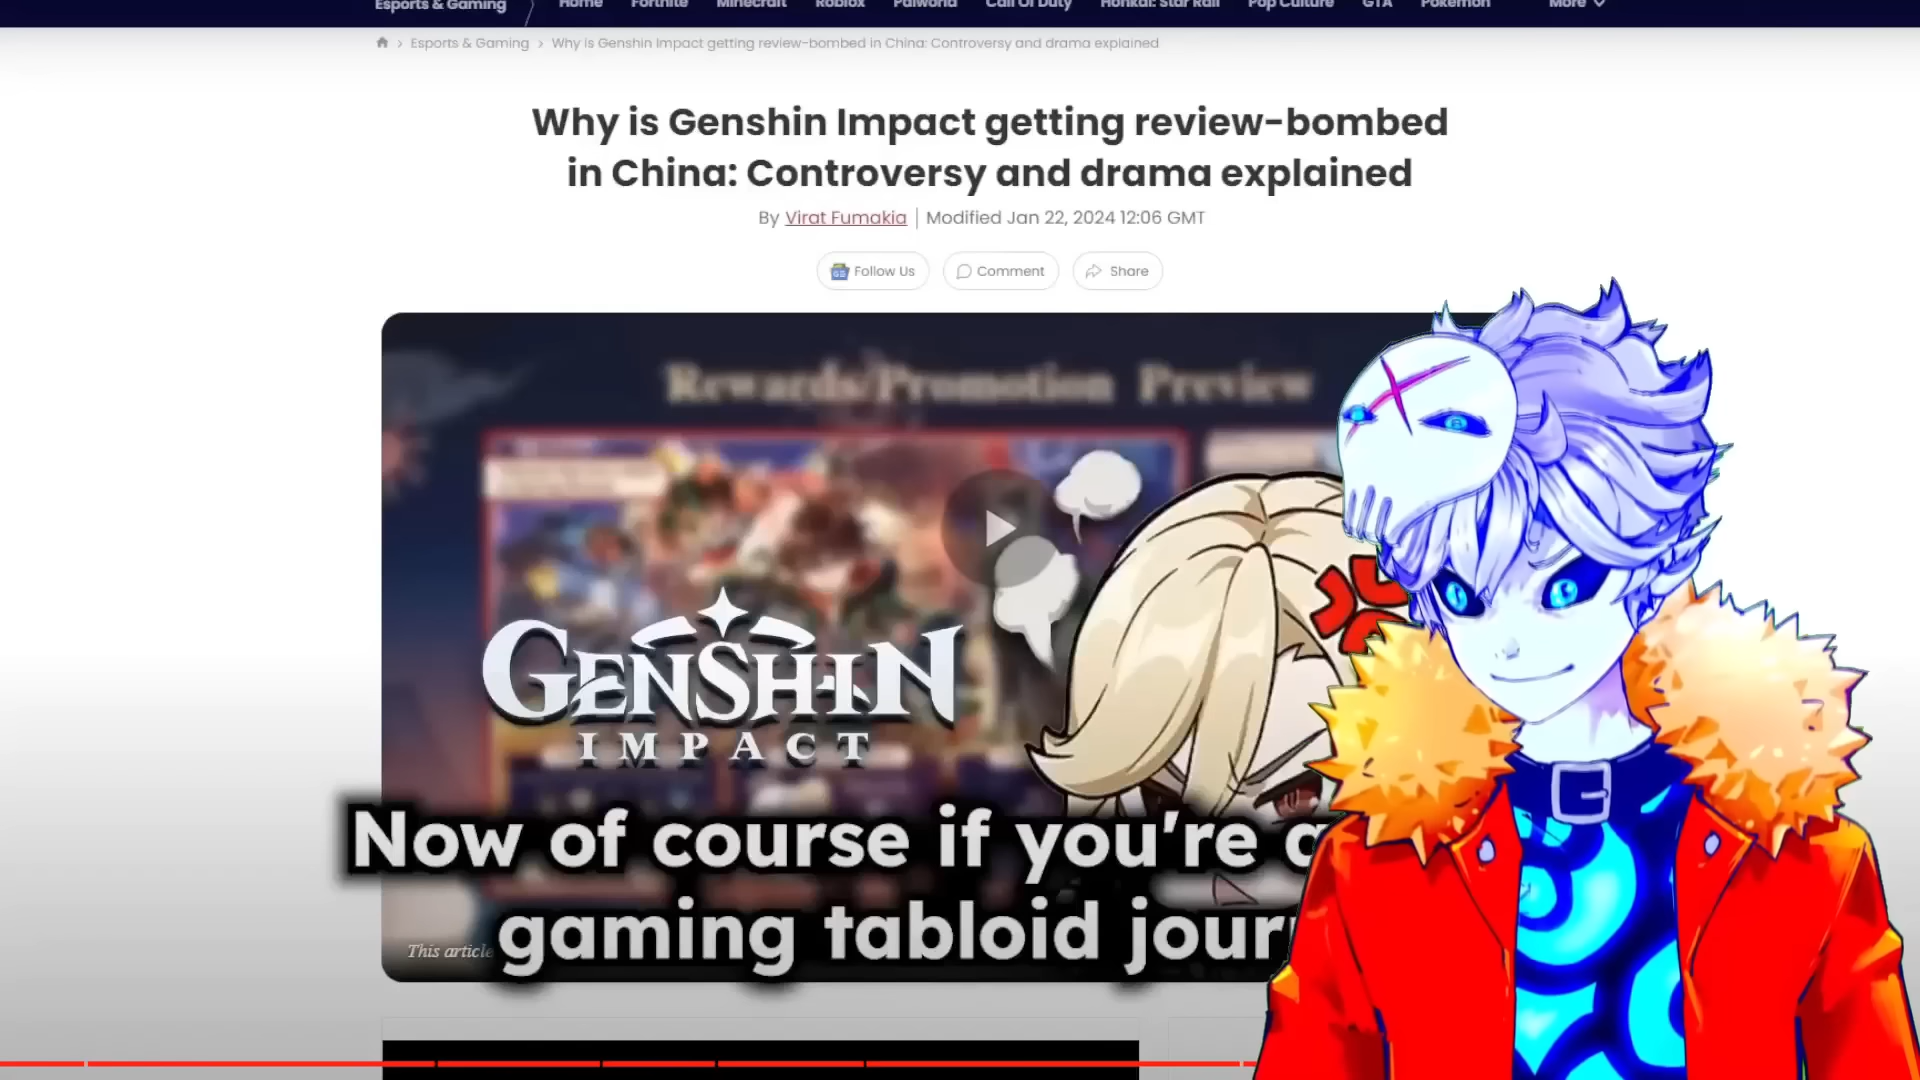 Esports & Gaming
Home Fortnite Minecraft Roblox Palworld Call Of Duty Honkai: Star Rail Pop Culture GTA Pokemon More
Esports & Gaming > Why is Genshin Impact getting review-bombed in China: Controversy and drama explained
Why is Genshin Impact getting review-bombed
in China: Controversy and drama explained
By Virat Fumakia | Modified Jan 22, 2024 12:06 GMT
Follow Us Comment Share
Rewards/Promotion Preview
GENSHIN
IMPACT
Now of course if you're
gaming tabloid jour
This article